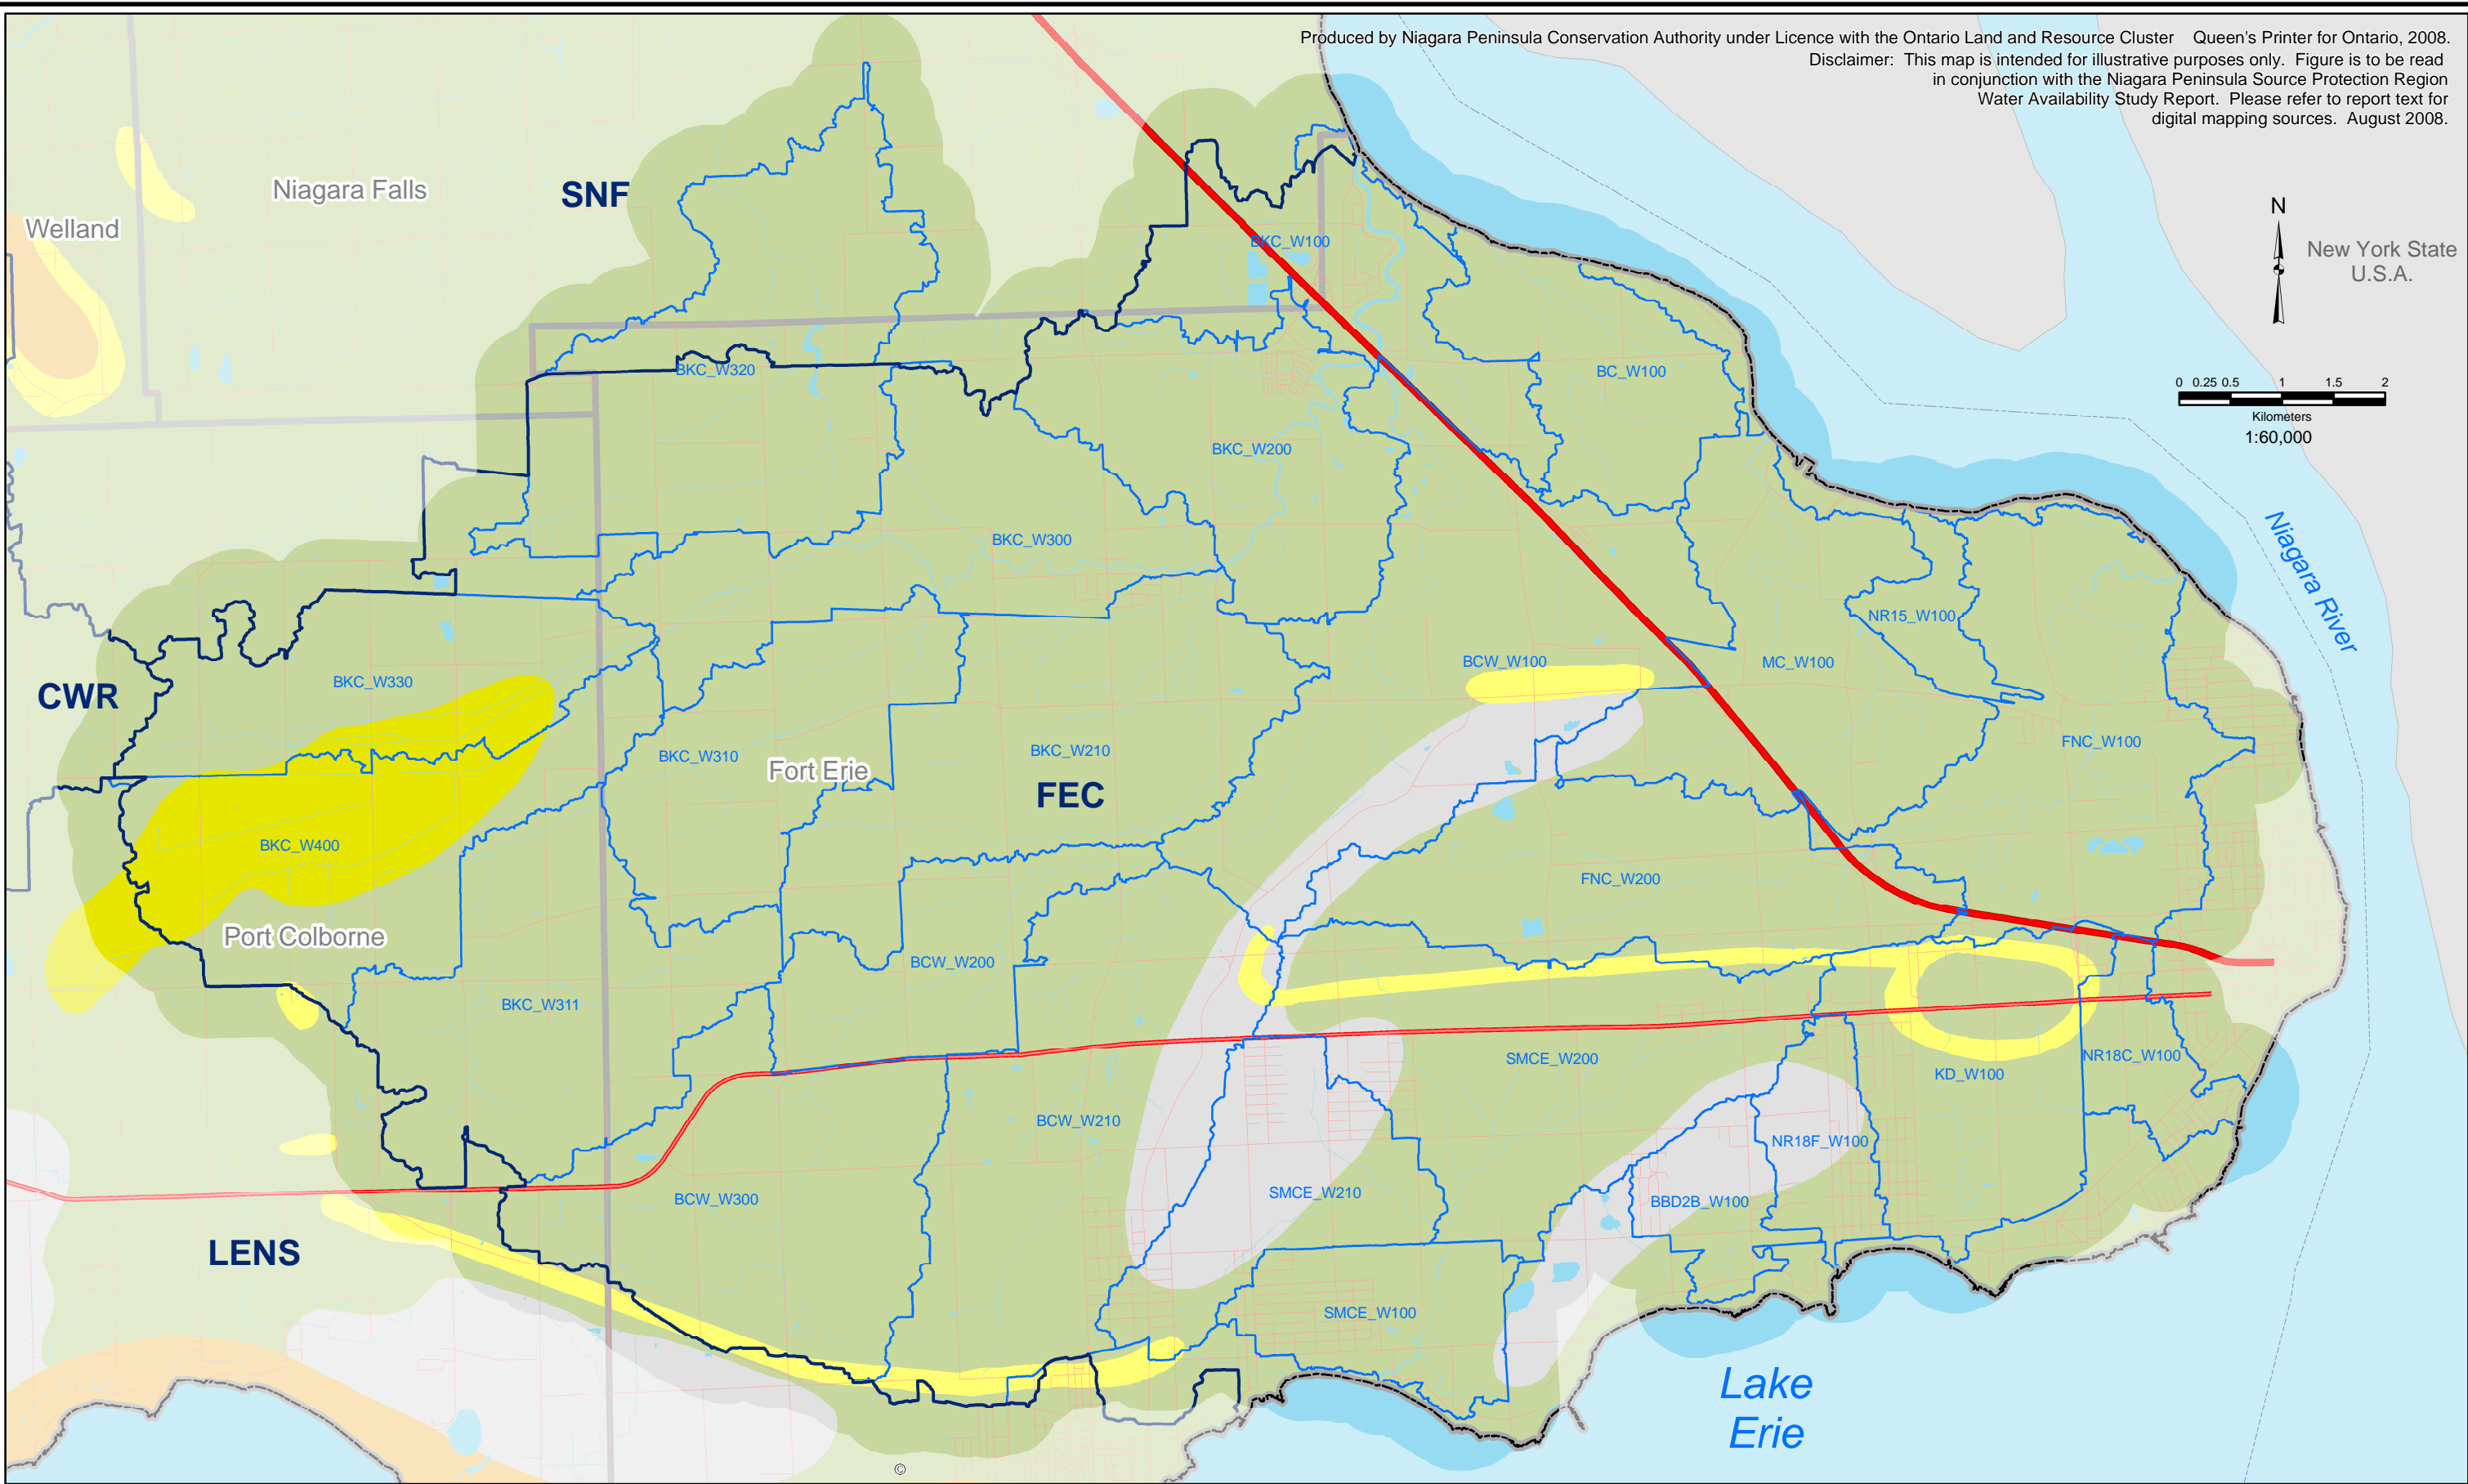 Produced by Niagara Peninsula Conservation Authority under Licence with the Ontario Land and Resource Cluster Queen's Printer for Ontario, 2008.
Disclaimer: This map is intended for illustrative purposes only. Figure is to be read
in conjunction with the Niagara Peninsula Source Protection Region
Water Availability Study Report. Please refer to report text for
digital mapping sources. August 2008.
Niagara Falls
SNF
Welland
N
New York State
U.S.A.
BKC_W100
BKC_W320
BC_W100
0 0.25 0.5 1 1.5 2
Kilometers
1:60,000
BKC_W200
BKC_W300
Niagara River
NR15_W100
BCW_W100
MC_W100
BKC_W330
CWR
FNC_W100
BKC_W310
BKC_W210
Fort Erie
FEC
BKC_W400
FNC_W200
Port Colborne
BCW_W200
BKC_W311
SMCE_W200
NR18C_W100
KD_W100
BCW_W210
NR18F_W100
BCW_W300
SMCE_W210
BBD2B_W100
LENS
SMCE_W100
Lake
Erie
©